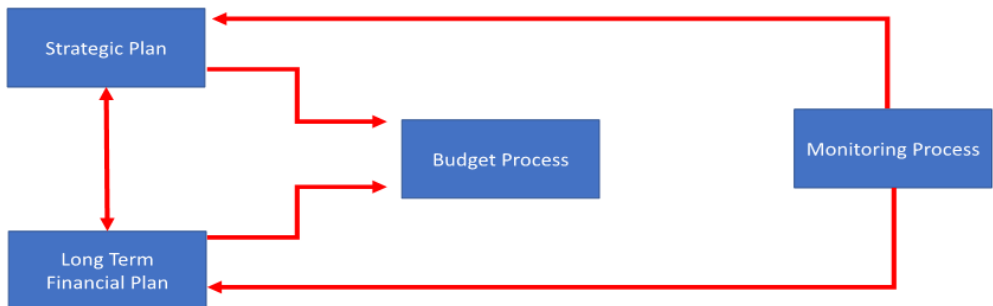 Strategic Plan
Budget Process
Monitoring Process
Long Term
Financial Plan